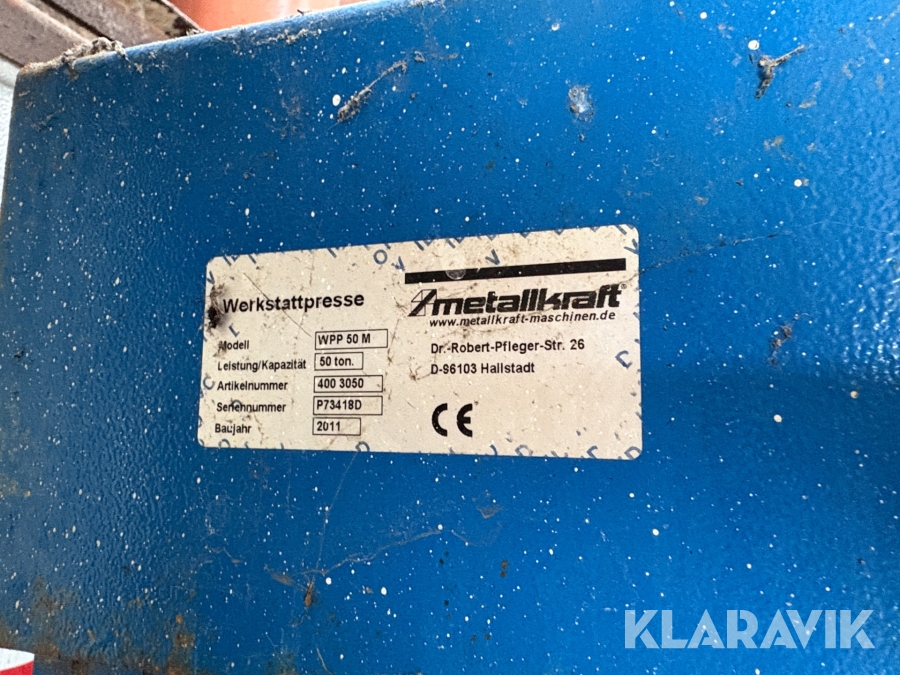 Werkstattpresse
metallkraft®
www.metallkraft-maschinen.de
Modell WPP 50 M
Leistung/Kapazität 50 ton.
Artikelnummer 400 3050
Seriennummer P73418D
Baujahr 2011
Dr.-Robert-Pfleger-Str. 26
D-96103 Hallstadt
CE
KLARAVIK